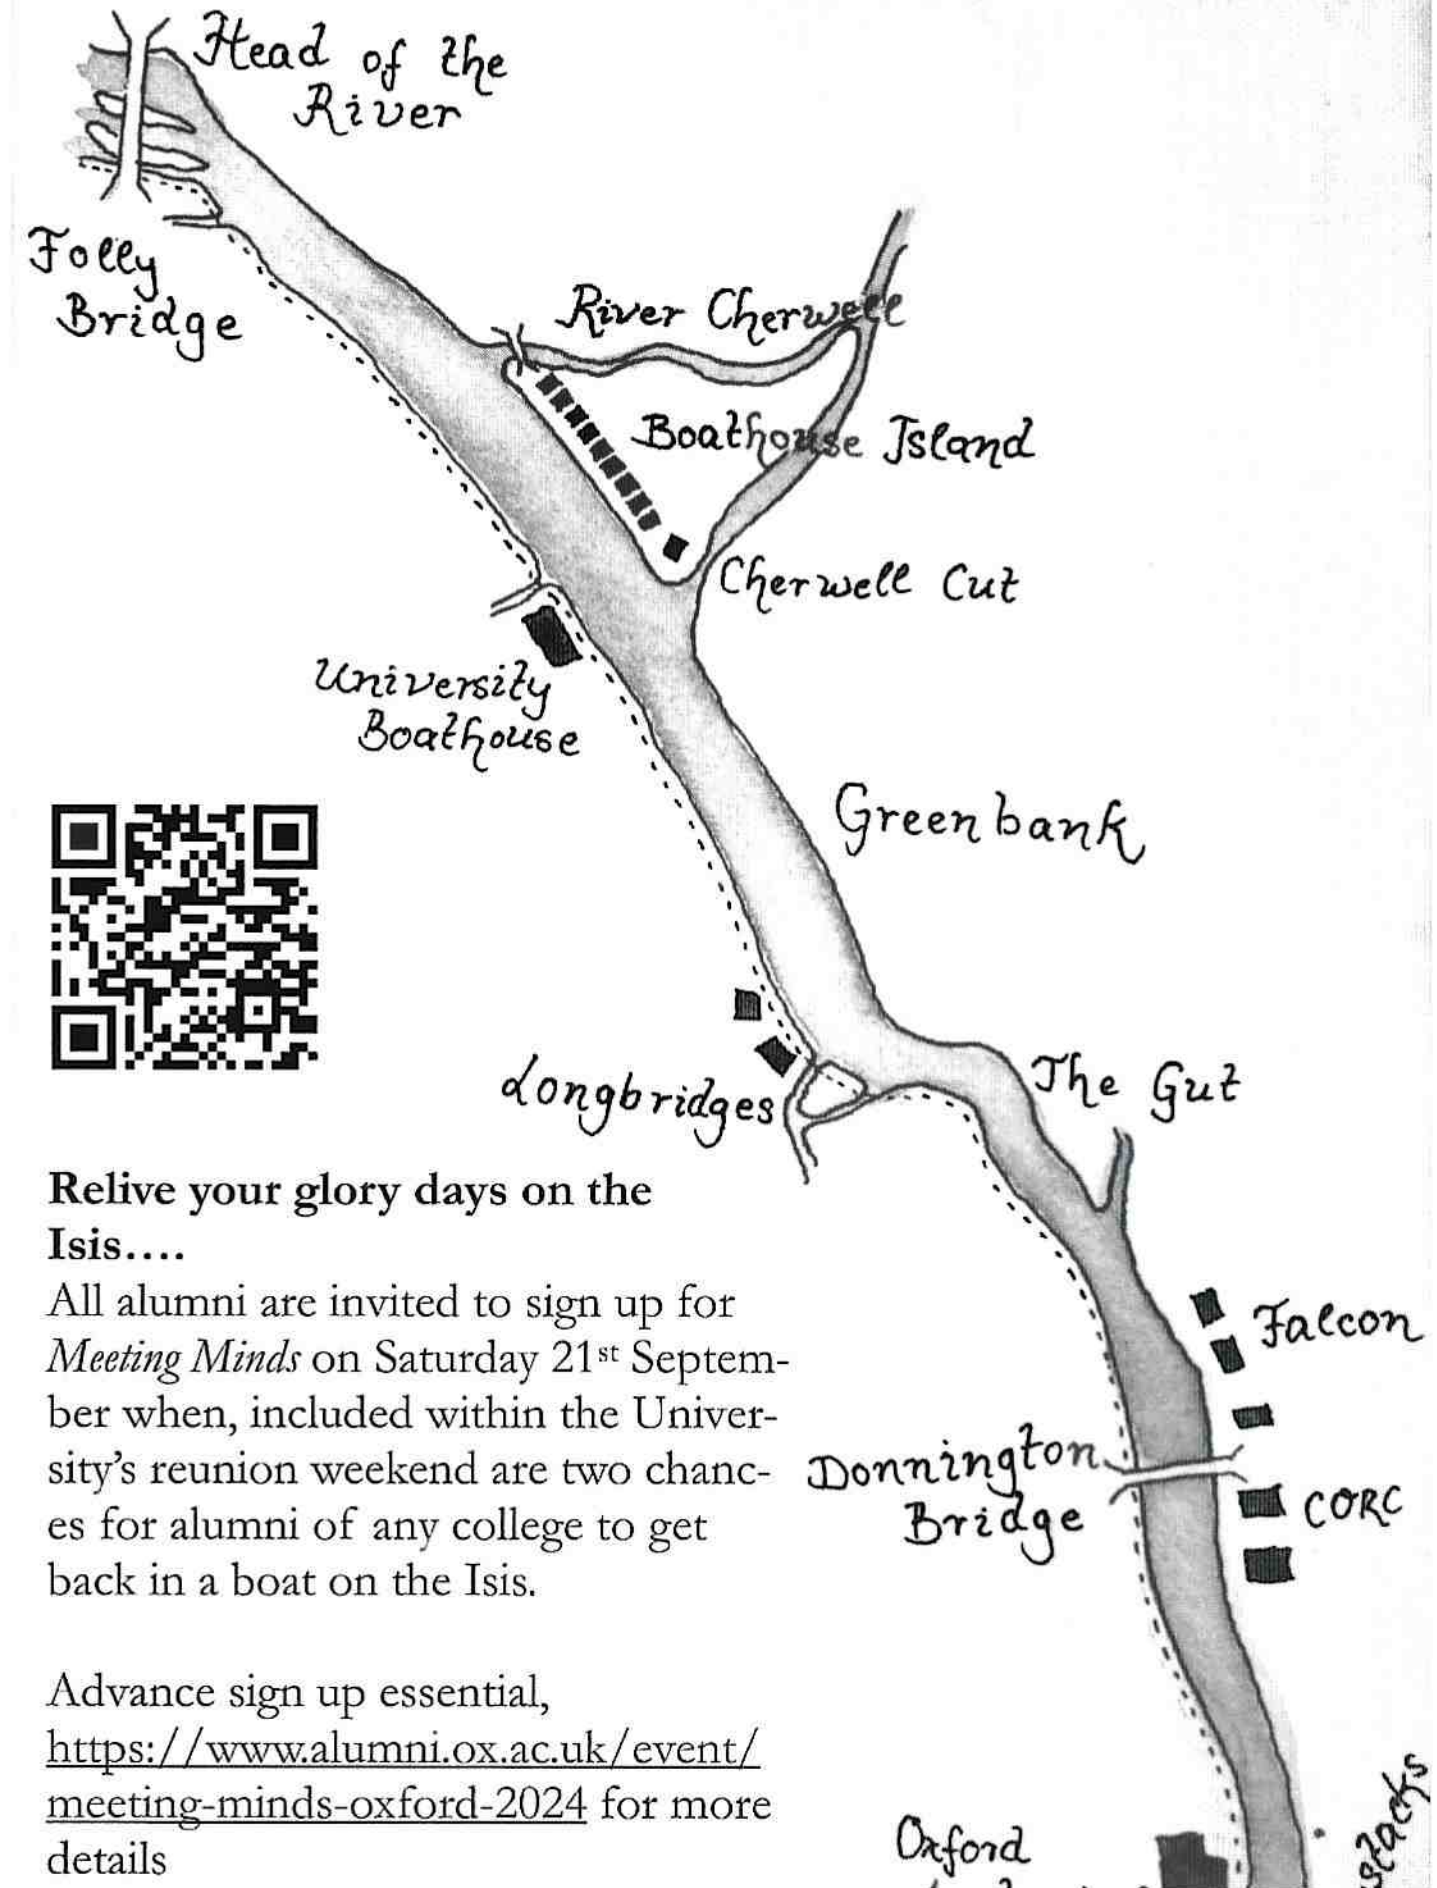 Head of the
River
Folly
Bridge
River Cherwell
Boathouse Island
Cherwell Cut
University
Boathouse
Greenbank
The Gut
Longbridges
Relive your glory days on the
Isis....
All alumni are invited to sign up for
Meeting Minds on Saturday 21st Septem-
ber when, included within the Univer-
sity's reunion weekend are two chanc-
es for alumni of any college to get
back in a boat on the Isis.
Falcon
Donnington
Bridge
CORC
Advance sign up essential,
https://www.alumni.ox.ac.uk/event/
meeting-minds-oxford-2024 for more
details
Oxford